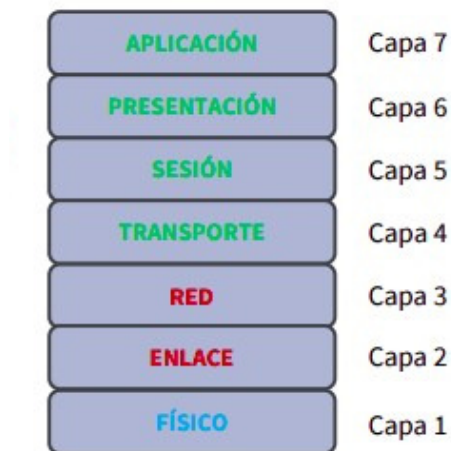 APLICACIÓN Capa 7
PRESENTACIÓN Capa 6
SESIÓN Capa 5
TRANSPORTE Capa 4
RED Capa 3
ENLACE Capa 2
FÍSICO Capa 1